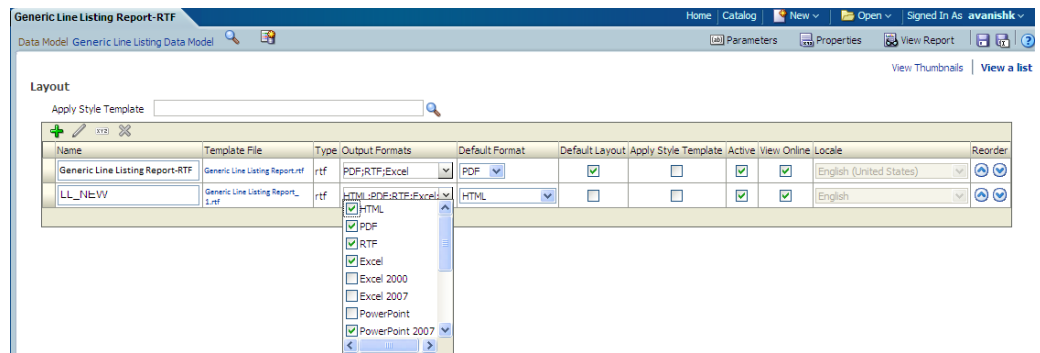 Generic Line Listing Report-RTF
Home Catalog New Open Signed In As avanishk
Data Model Generic Line Listing Data Model
Parameters Properties View Report
View Thumbnails View a list
Layout
Apply Style Template
Name Template File Type Output Formats Default Format Default Layout Apply Style Template Active View Online Locale Reorder
Generic Line Listing Report-RTF Generic Line Listing Report.rtf rtf PDF;RTF;Excel PDF English (United States)
LL_NEW Generic Line Listing Report_
1.rtf
rtf HTML;PDF;RTF;Excel; HTML English
HTML
PDF
RTF
Excel
Excel 2000
Excel 2007
PowerPoint
PowerPoint 2007